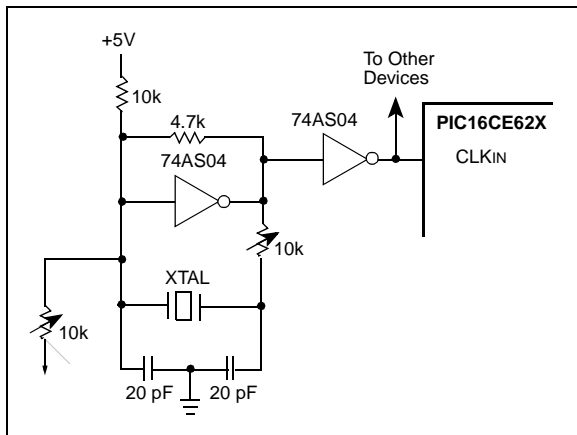 +5V
To Other
Devices
10k
4.7k
74AS04
PIC16CE62X
74AS04
CLKIN
10k
XTAL
10k
20 pF
20 pF